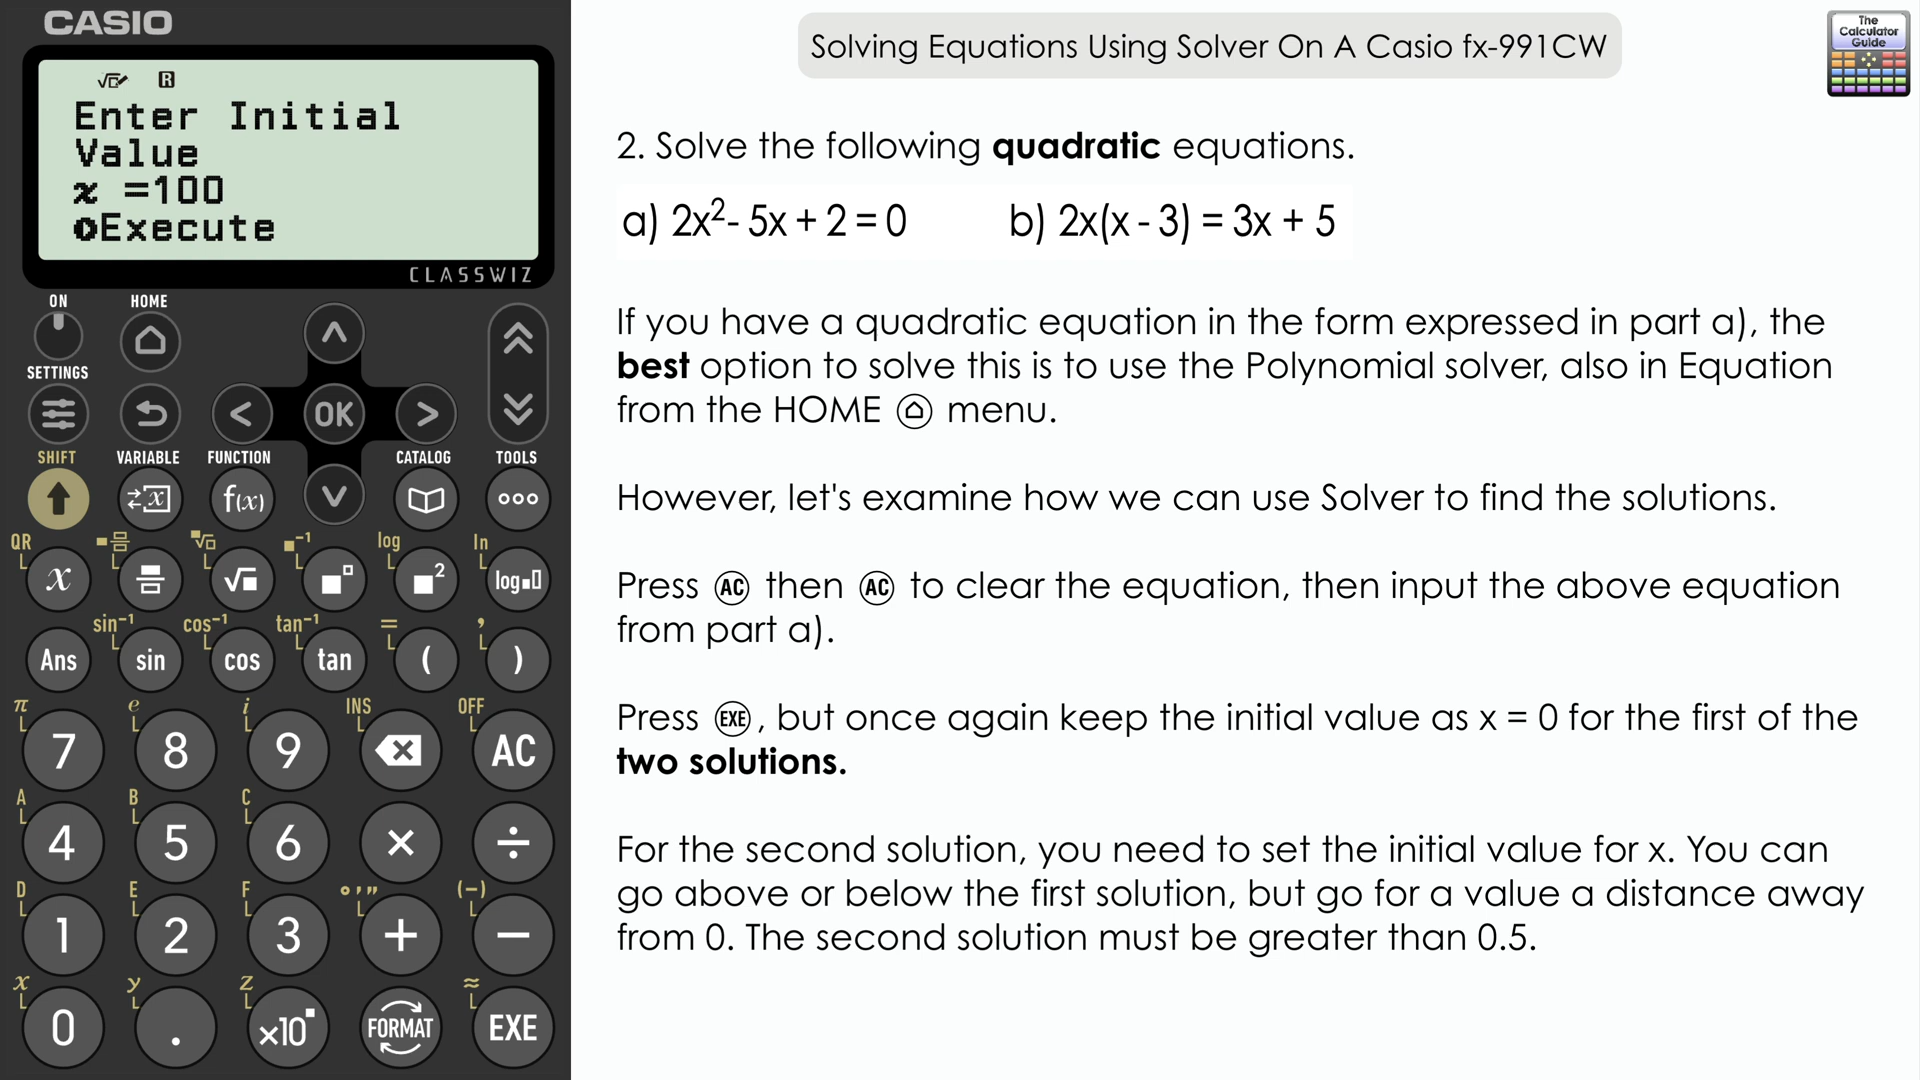 CASIO
√▫ R
Enter Initial
Value
x =100
Execute
CLASSWIZ
ON HOME
SETTINGS
OK
SHIFT VARIABLE FUNCTION CATALOG TOOLS
x f(x)
QR √ -1 log ln
x √■ ■□ ■2 log■□
sin-1 cos-1 tan-1 = ,
Ans sin cos tan ( )
π e i INS OFF
7 8 9 AC
A B C
4 5 6 × ÷
D E F ° ′ ″ (−)
1 2 3 + −
x y z ≈
0 . ×10■ FORMAT EXE
Solving Equations Using Solver On A Casio fx-991CW
The
Calculator
Guide
2. Solve the following quadratic equations.
a) 2x²- 5x + 2 = 0 b) 2x(x - 3) = 3x + 5
If you have a quadratic equation in the form expressed in part a), the
best option to solve this is to use the Polynomial solver, also in Equation
from the HOME menu.
However, let's examine how we can use Solver to find the solutions.
Press AC then AC to clear the equation, then input the above equation
from part a).
Press EXE, but once again keep the initial value as x = 0 for the first of the
two solutions.
For the second solution, you need to set the initial value for x. You can
go above or below the first solution, but go for a value a distance away
from 0. The second solution must be greater than 0.5.